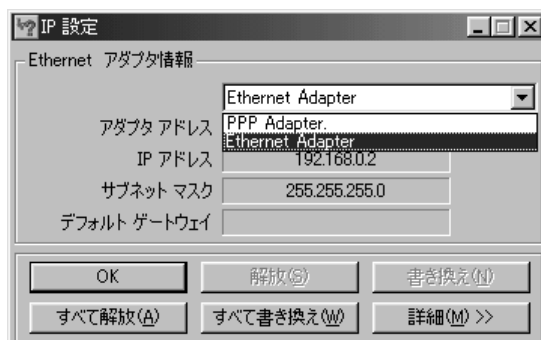 IP 設定
Ethernet アダプタ情報
Ethernet Adapter
PPP Adapter.
Ethernet Adapter
アダプタ アドレス
IP アドレス 192.168.0.2
サブネット マスク 255.255.255.0
デフォルト ゲートウェイ
OK 解放(S) 書き換え(N)
すべて解放(A) すべて書き換え(W) 詳細(M) >>